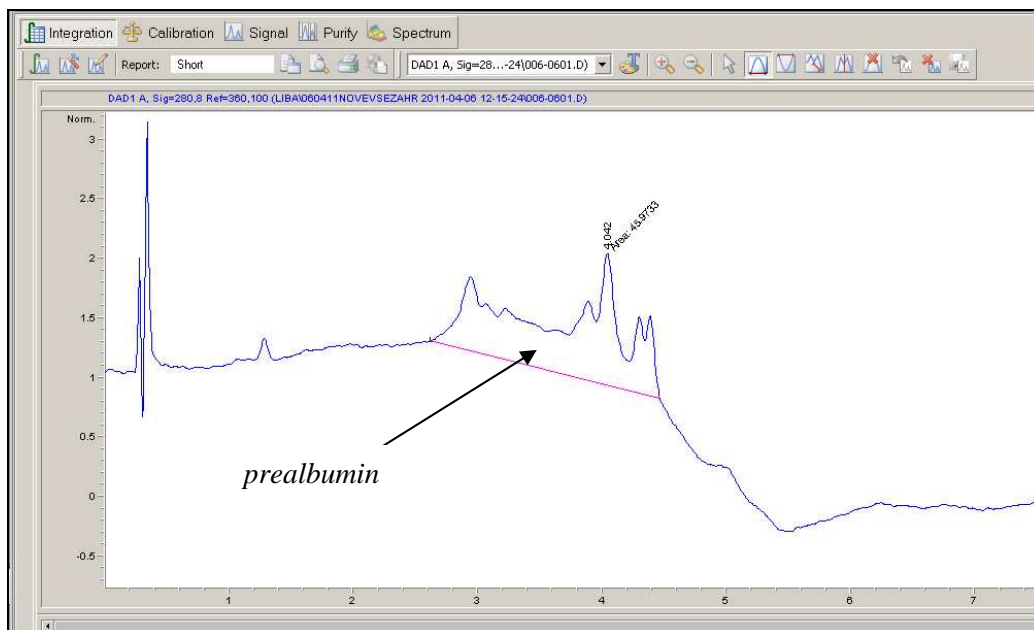 Integration Calibration Signal Purify Spectrum
Report: Short DAD1 A, Sig=28...-24\006-0601.D)
DAD1 A, Sig=280,8 Ref=360,100 (LIBA\060411NOVEVSEZAHR 2011-04-06 12-15-24\006-0601.D)
Norm.
3
2.5
2
1.5
1
0.5
0
-0.5
4.042
Area: 45.9733
prealbumin
1 2 3 4 5 6 7